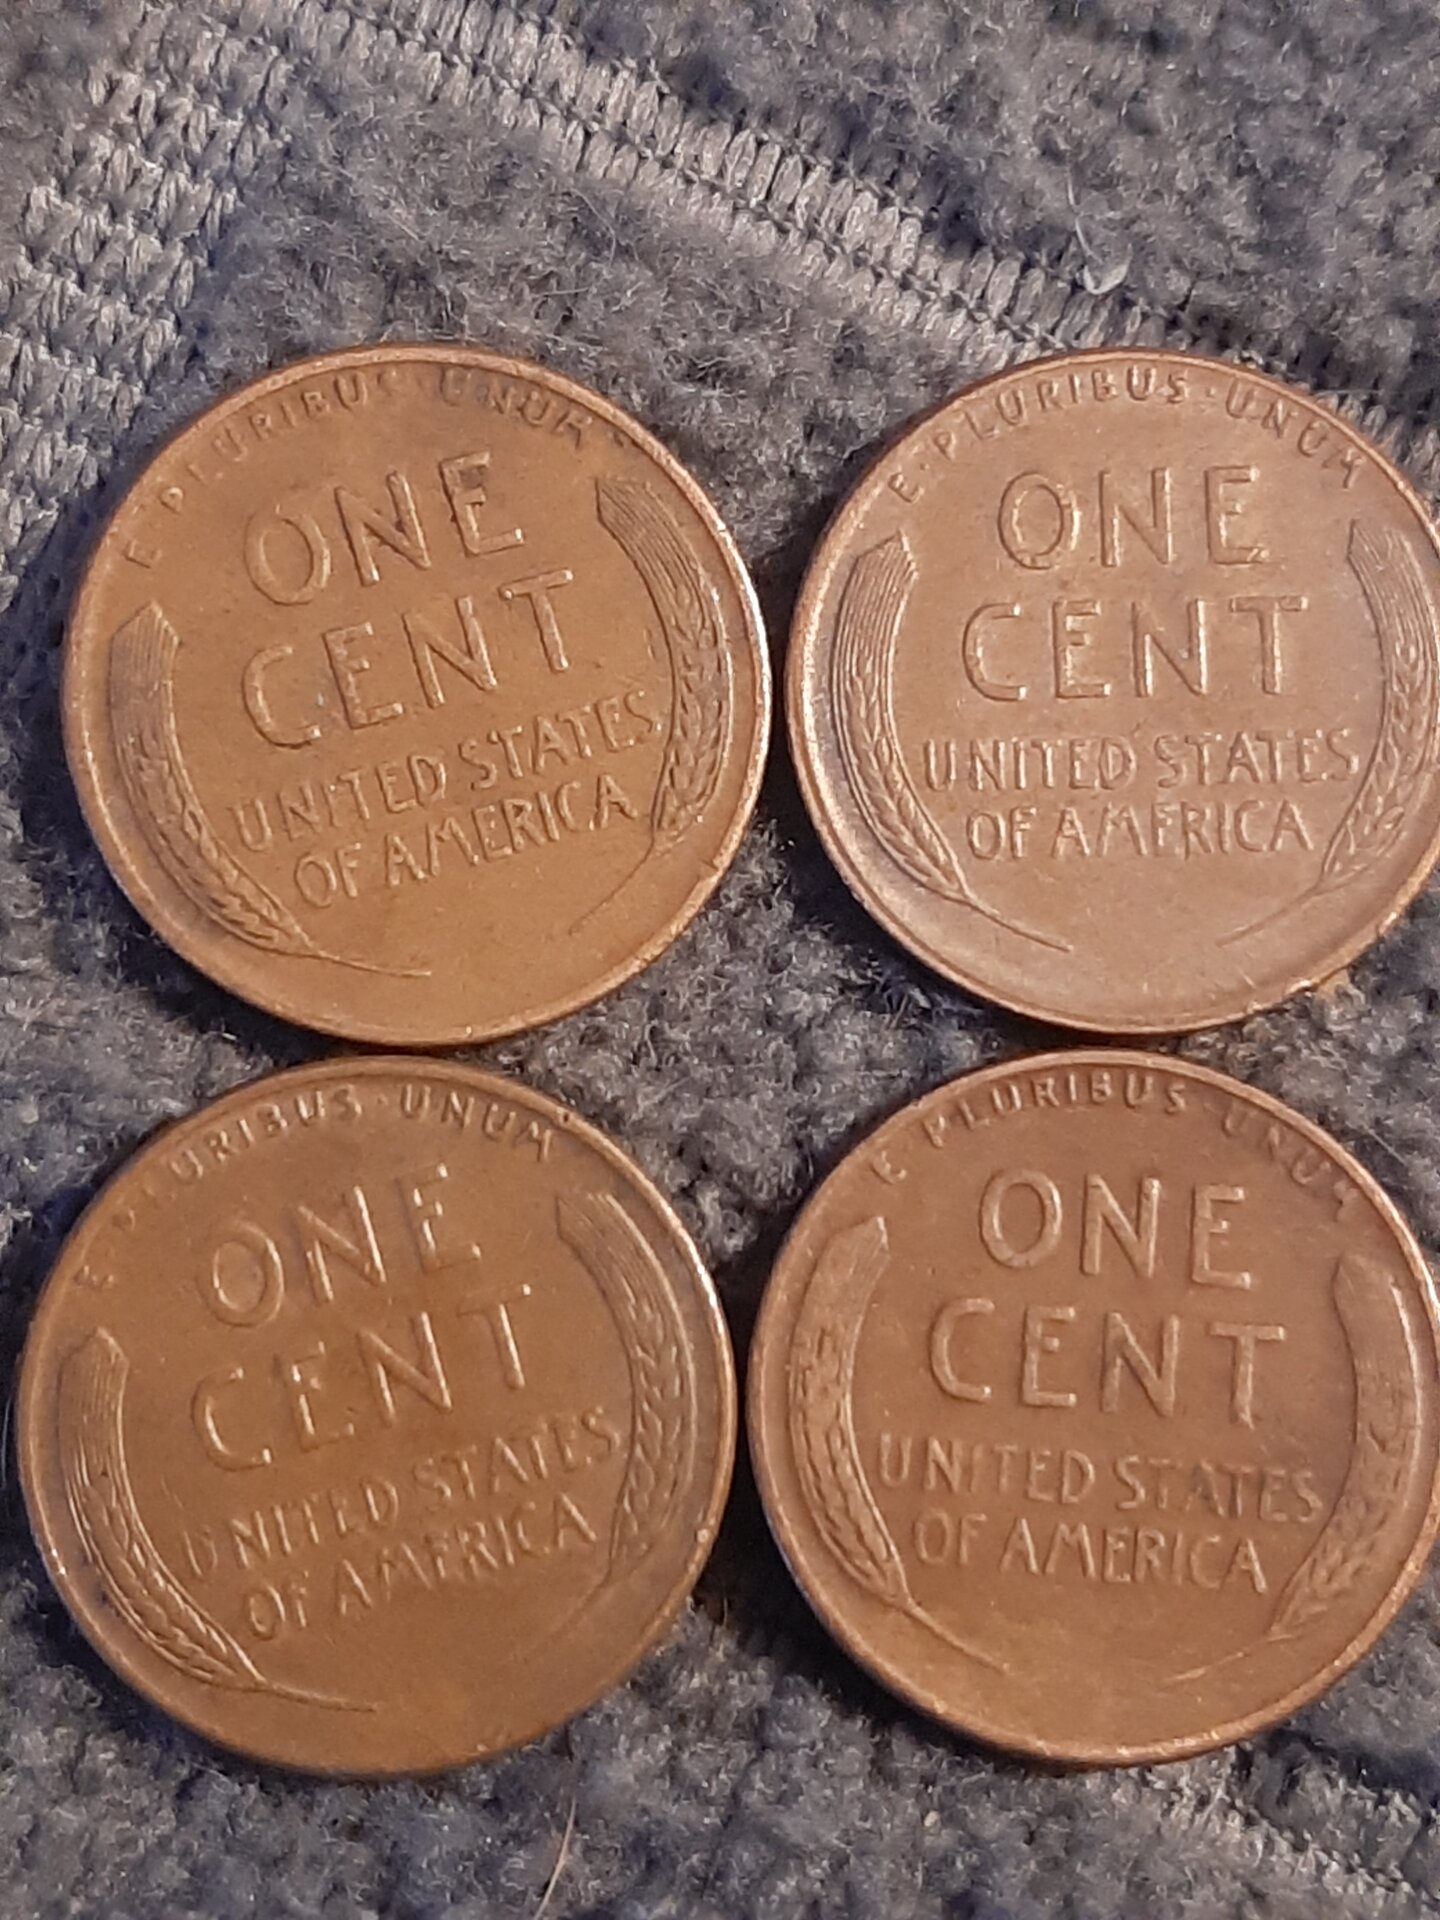 E PLURIBUS · UNUM
ONE
CENT
UNITED STATES
OF AMERICA
E · PLURIBUS · UNUM
ONE
CENT
UNITED STATES
OF AMERICA
E PLURIBUS · UNUM
ONE
CENT
UNITED STATES
OF AMERICA
E PLURIBUS · UNUM
ONE
CENT
UNITED STATES
OF AMERICA